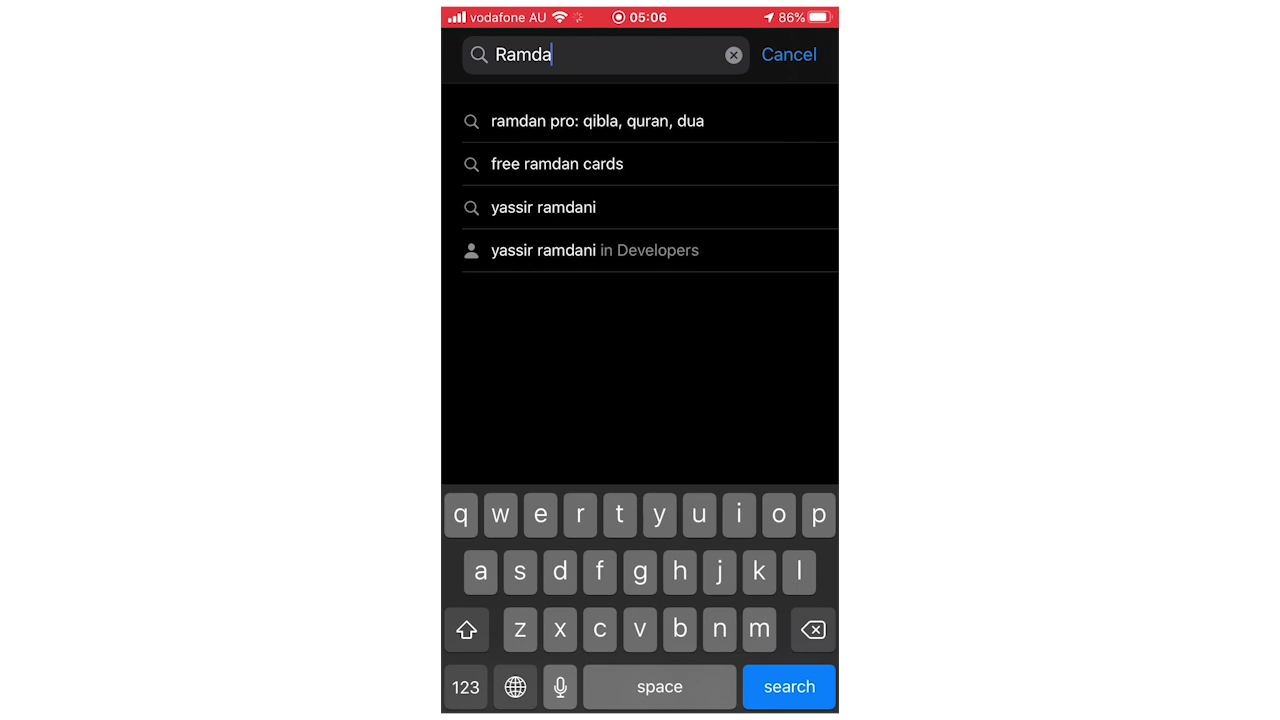 vodafone AU 05:06 86%
Ramda Cancel
ramdan pro: qibla, quran, dua
free ramdan cards
yassir ramdani
yassir ramdani in Developers
q w e r t y u i o p
a s d f g h j k l
z x c v b n m
123 space search